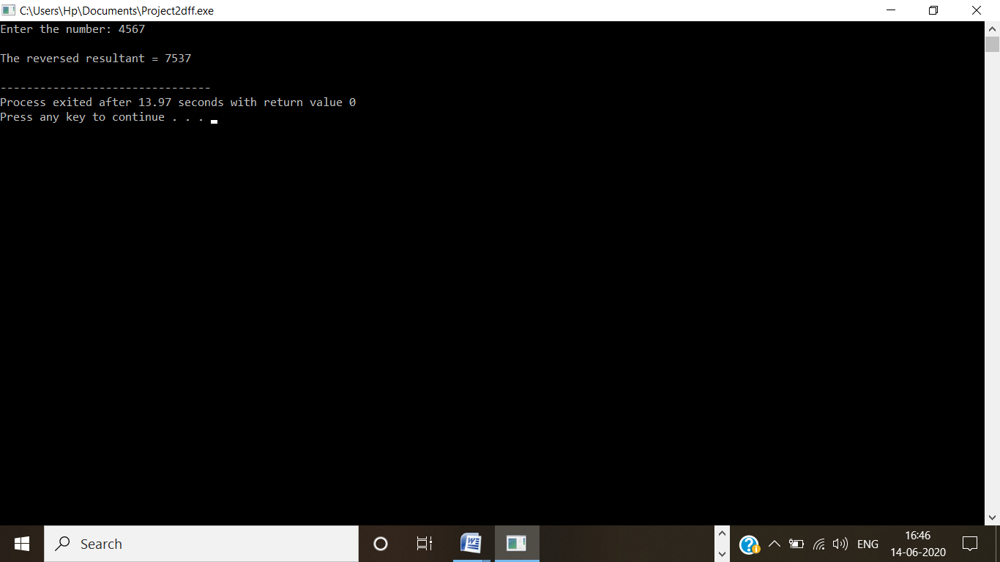 C:\Users\Hp\Documents\Project2dff.exe
Enter the number: 4567
The reversed resultant = 7537
--------------------------------
Process exited after 13.97 seconds with return value 0
Press any key to continue . . .
Search
ENG
16:46
14-06-2020